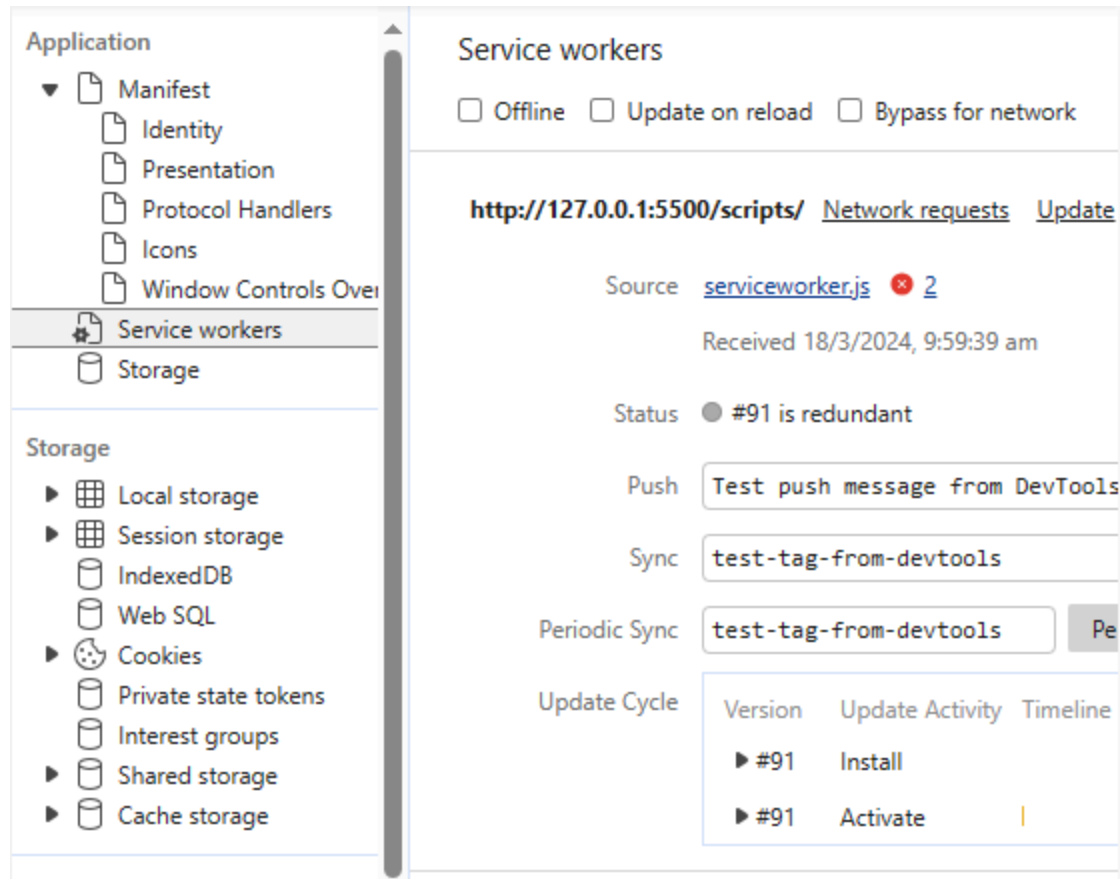 Application
Manifest
Identity
Presentation
Protocol Handlers
Icons
Window Controls Over
Service workers
Storage
Storage
Local storage
Session storage
IndexedDB
Web SQL
Cookies
Private state tokens
Interest groups
Shared storage
Cache storage
Service workers
Offline Update on reload Bypass for network
http://127.0.0.1:5500/scripts/ Network requests Update
Source serviceworker.js 2
Received 18/3/2024, 9:59:39 am
Status #91 is redundant
Push Test push message from DevTools
Sync test-tag-from-devtools
Periodic Sync test-tag-from-devtools Pe
Update Cycle
Version Update Activity Timeline
#91 Install
#91 Activate